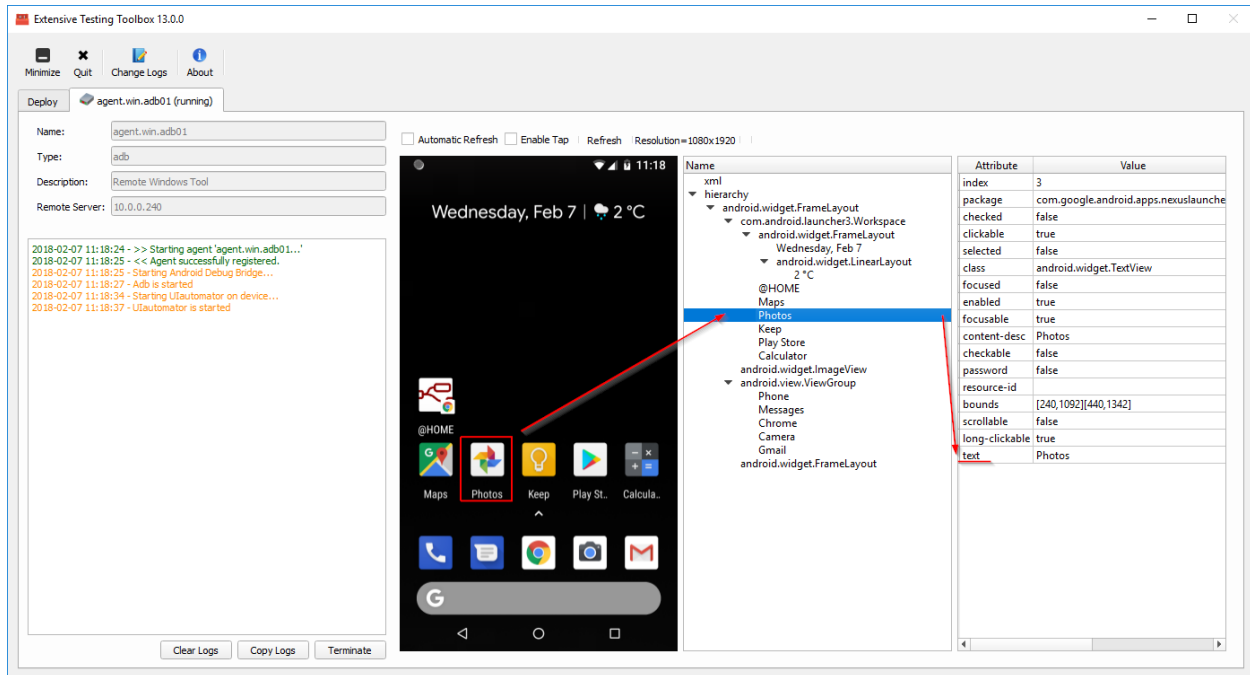 Extensive Testing Toolbox 13.0.0
Minimize Quit Change Logs About
Deploy agent.win.adb01 (running)
Name: agent.win.adb01
Type: adb
Description: Remote Windows Tool
Remote Server: 10.0.0.240
2018-02-07 11:18:24 - >> Starting agent 'agent.win.adb01...'
2018-02-07 11:18:25 - << Agent successfully registered.
2018-02-07 11:18:25 - Starting Android Debug Bridge...
2018-02-07 11:18:27 - Adb is started
2018-02-07 11:18:34 - Starting UIautomator on device...
2018-02-07 11:18:37 - UIautomator is started
Clear Logs Copy Logs Terminate
Automatic Refresh Enable Tap Refresh Resolution=1080x1920
11:18
Wednesday, Feb 7 | 2 °C
@HOME
G
Maps Photos Keep Play St.. Calcula..
G
Name
xml
hierarchy
android.widget.FrameLayout
com.android.launcher3.Workspace
android.widget.FrameLayout
Wednesday, Feb 7
android.widget.LinearLayout
2 °C
@HOME
Maps
Photos
Keep
Play Store
Calculator
android.widget.ImageView
android.view.ViewGroup
Phone
Messages
Chrome
Camera
Gmail
android.widget.FrameLayout
Attribute Value
index 3
package com.google.android.apps.nexuslaunche
checked false
clickable true
selected false
class android.widget.TextView
focused false
enabled true
focusable true
content-desc Photos
checkable false
password false
resource-id
bounds [240,1092][440,1342]
scrollable false
long-clickable true
text Photos